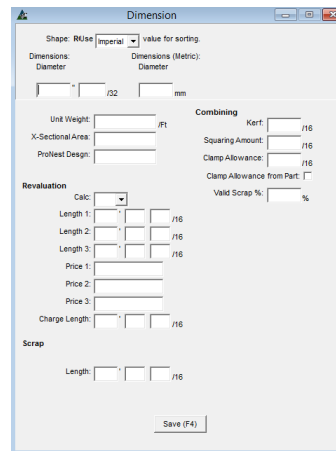 Dimension
Shape: R/Use Imperial value for sorting.
Dimensions: Dimensions (Metric):
Diameter Diameter
" /32 mm
Combining
Unit Weight: /Ft Kerf: /16
X-Sectional Area: Squaring Amount: /16
ProNest Desgn: Clamp Allowance: /16
Clamp Allowance from Part:
Revaluation Valid Scrap %: %
Calc:
Length 1: ' /16
Length 2: ' /16
Length 3: ' /16
Price 1:
Price 2:
Price 3:
Charge Length: ' /16
Scrap
Length: ' /16
Save (F4)